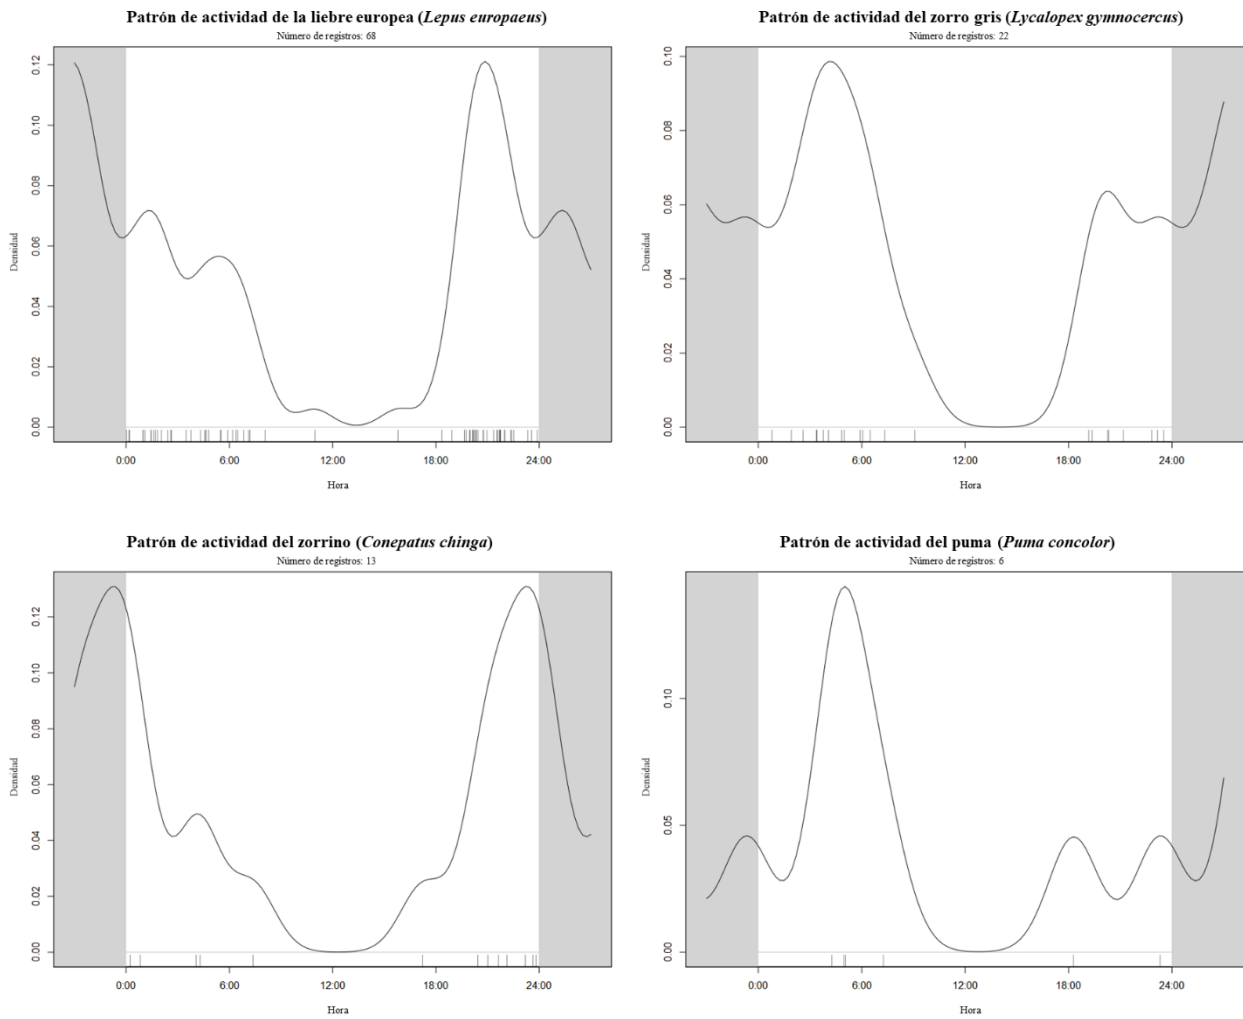 Patrón de actividad de la liebre europea (Lepus europaeus)
Número de registros: 68
0.12
0.10
0.08
0.06
0.04
0.02
0.00
Densidad
0:00 6:00 12:00 18:00 24:00
Hora
Patrón de actividad del zorro gris (Lycalopex gymnocercus)
Número de registros: 22
0.10
0.08
0.06
0.04
0.02
0.00
Densidad
0:00 6:00 12:00 18:00 24:00
Hora
Patrón de actividad del zorrino (Conepatus chinga)
Número de registros: 13
0.12
0.10
0.08
0.06
0.04
0.02
0.00
Densidad
0:00 6:00 12:00 18:00 24:00
Hora
Patrón de actividad del puma (Puma concolor)
Número de registros: 6
0.10
0.05
0.00
Densidad
0:00 6:00 12:00 18:00 24:00
Hora